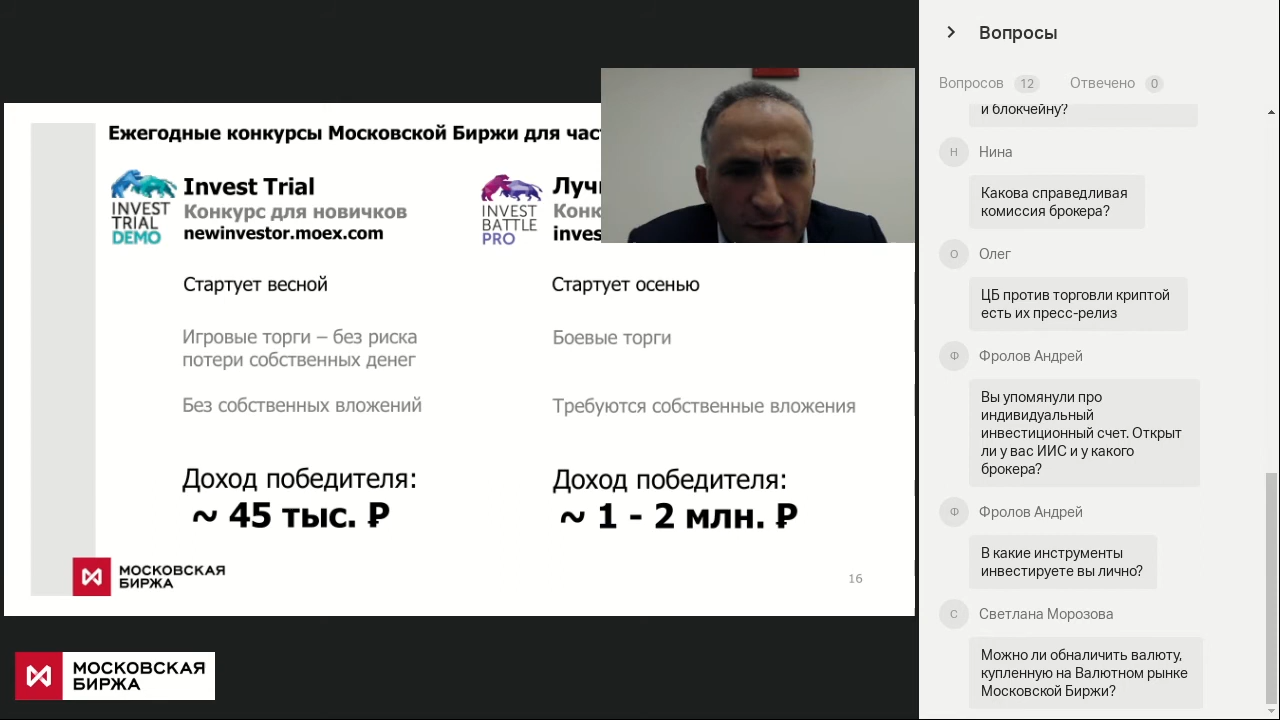 Ежегодные конкурсы Московской Биржи для част
INVEST
TRIAL
DEMO
Invest Trial
Конкурс для новичков
newinvestor.moex.com
Стартует весной
Игровые торги – без риска
потери собственных денег
Без собственных вложений
Доход победителя:
~ 45 тыс. ₽
INVEST
BATTLE
PRO
Луч
Конк
inves
Стартует осенью
Боевые торги
Требуются собственные вложения
Доход победителя:
~ 1 - 2 млн. ₽
МОСКОВСКАЯ
БИРЖА
16
МОСКОВСКАЯ
БИРЖА
Вопросы
Вопросов 12 Отвечено 0
и блокчейну?
Н Нина
Какова справедливая
комиссия брокера?
О Олег
ЦБ против торговли криптой
есть их пресс-релиз
Ф Фролов Андрей
Вы упомянули про
индивидуальный
инвестиционный счет. Открыт
ли у вас ИИС и у какого
брокера?
Ф Фролов Андрей
В какие инструменты
инвестируете вы лично?
С Светлана Морозова
Можно ли обналичить валюту,
купленную на Валютном рынке
Московской Биржи?